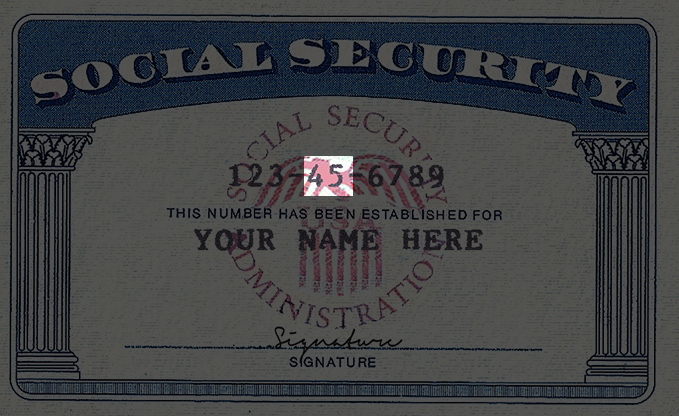 SOCIAL SECURITY
SOCIAL SECURITY
123-45-6789
THIS NUMBER HAS BEEN ESTABLISHED FOR
USA
YOUR NAME HERE
ADMINISTRATION
Signature
SIGNATURE